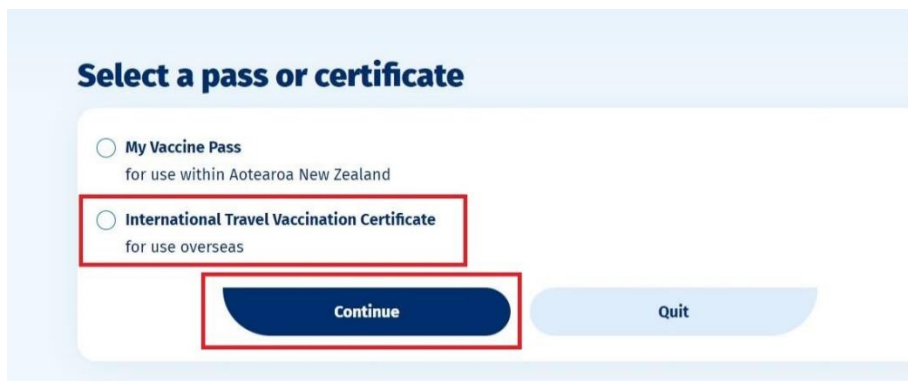 Select a pass or certificate
My Vaccine Pass
for use within Aotearoa New Zealand
International Travel Vaccination Certificate
for use overseas
Continue
Quit